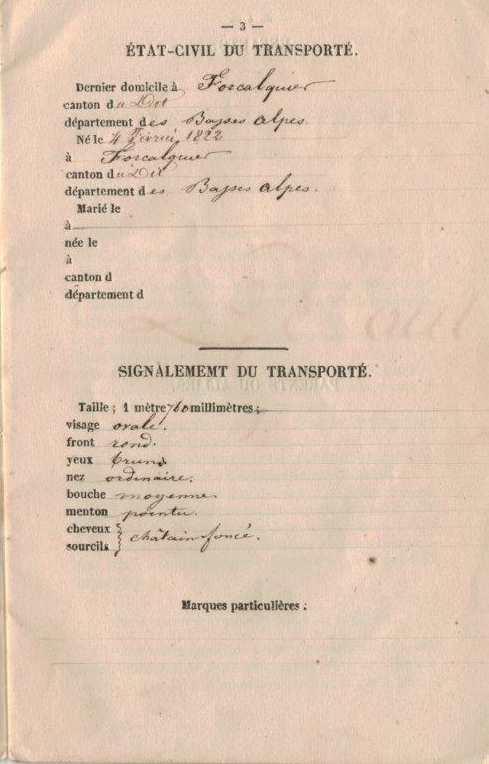 — 3 —
ÉTAT-CIVIL DU TRANSPORTÉ.
Dernier domicile à Forcalquier
canton du Dit
département des Basses Alpes.
Né le 4 Février 1822
à Forcalquier
canton du Dit
département des Basses Alpes.
Marié le
à
née le
à
canton d
département d
SIGNALEMEMT DU TRANSPORTÉ.
Taille ; 1 mètre 760 millimètres ;
visage ovale.
front rond.
yeux bruns
nez ordinaire.
bouche moyenne.
menton pointu.
cheveux
sourcils } châtain foncé.
Marques particulières :